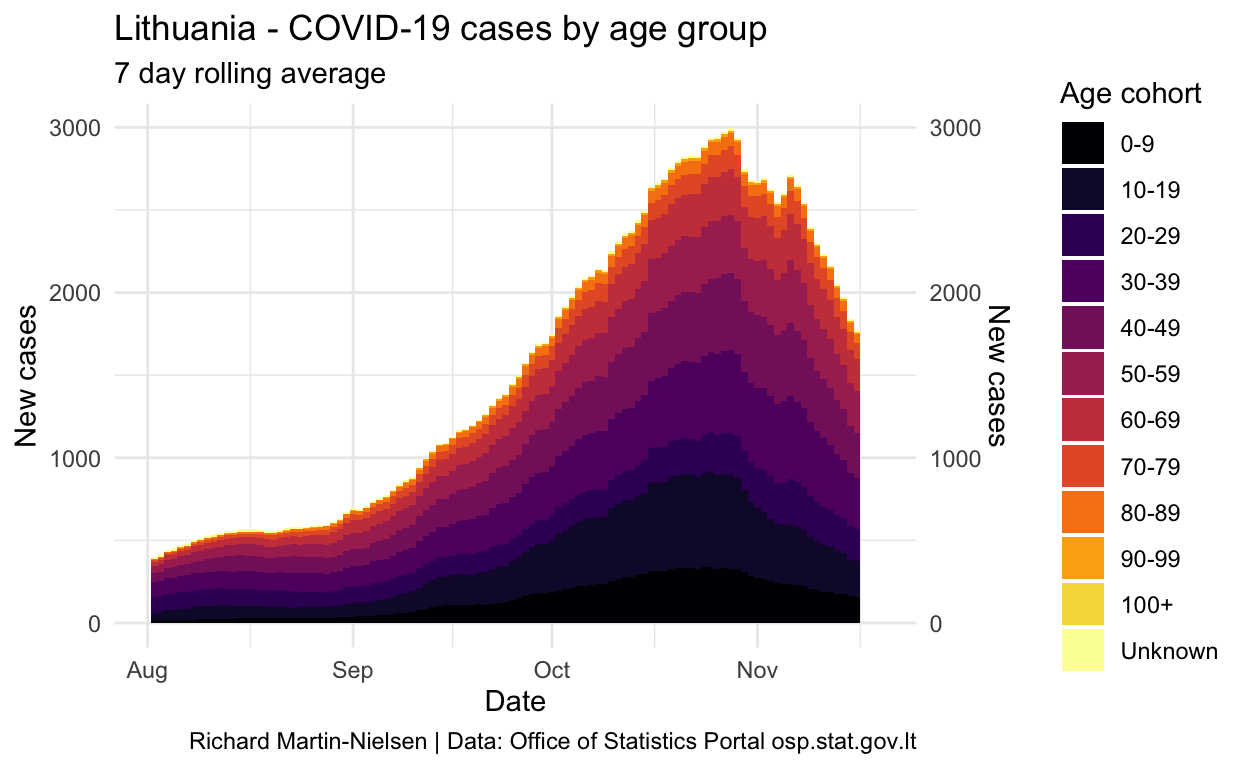 Lithuania - COVID-19 cases by age group
7 day rolling average
New cases
3000
2000
1000
0
3000
2000
1000
0
New cases
Aug
Sep
Oct
Nov
Date
Age cohort
0-9
10-19
20-29
30-39
40-49
50-59
60-69
70-79
80-89
90-99
100+
Unknown
Richard Martin-Nielsen | Data: Office of Statistics Portal osp.stat.gov.lt